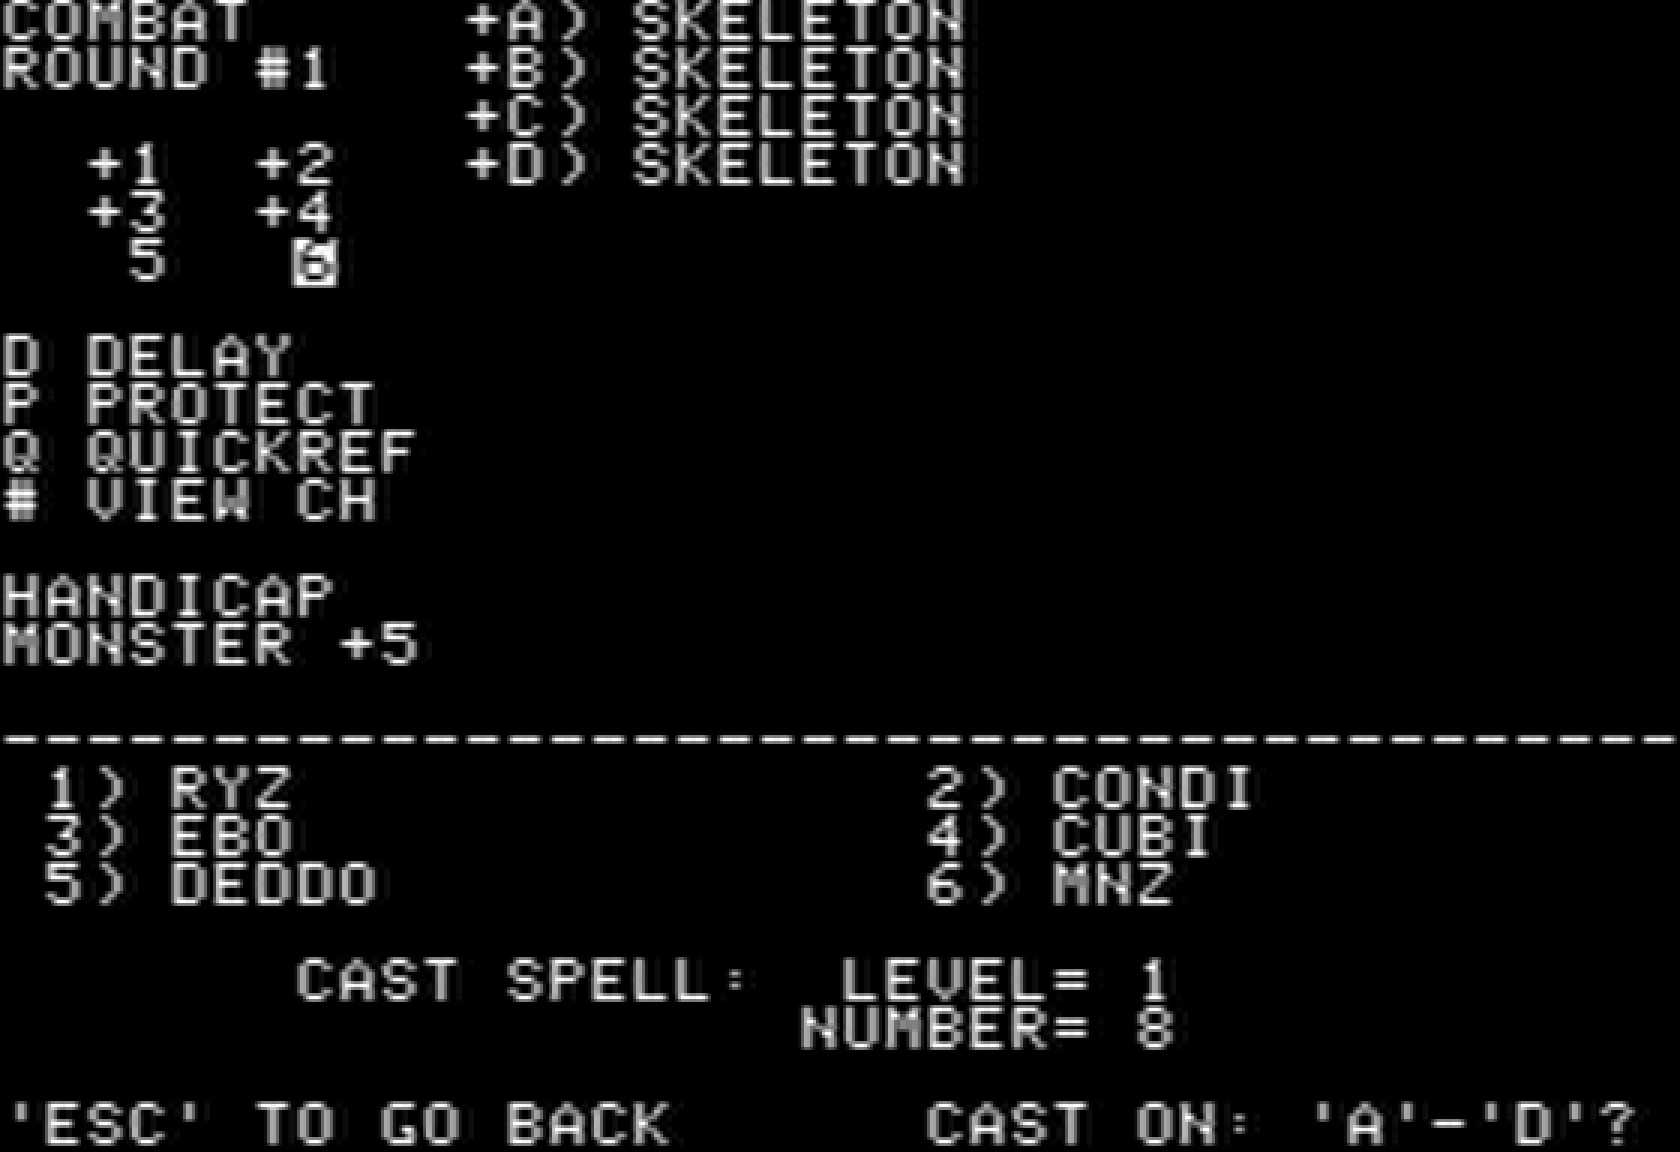 COMBAT +A) SKELETON
ROUND #1 +B) SKELETON
+C) SKELETON
+1 +2 +D) SKELETON
+3 +4
5 6
D DELAY
P PROTECT
Q QUICKREF
# VIEW CH
HANDICAP
MONSTER +5
----------------------------------------
1) RYZ 2) CONDI
3) EBO 4) CUBI
5) DEDDO 6) MNZ
CAST SPELL: LEVEL= 1
NUMBER= 8
'ESC' TO GO BACK CAST ON: 'A'-'D'?